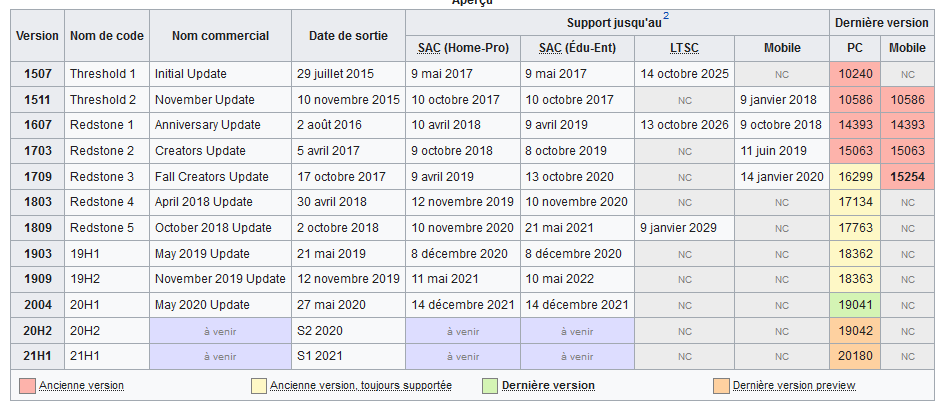 Aperçu
Version Nom de code Nom commercial Date de sortie Support jusqu'au2 Dernière version
SAC (Home-Pro) SAC (Édu-Ent) LTSC Mobile PC Mobile
1507 Threshold 1 Initial Update 29 juillet 2015 9 mai 2017 9 mai 2017 14 octobre 2025 NC 10240 NC
1511 Threshold 2 November Update 10 novembre 2015 10 octobre 2017 10 octobre 2017 NC 9 janvier 2018 10586 10586
1607 Redstone 1 Anniversary Update 2 août 2016 10 avril 2018 9 avril 2019 13 octobre 2026 9 octobre 2018 14393 14393
1703 Redstone 2 Creators Update 5 avril 2017 9 octobre 2018 8 octobre 2019 NC 11 juin 2019 15063 15063
1709 Redstone 3 Fall Creators Update 17 octobre 2017 9 avril 2019 13 octobre 2020 NC 14 janvier 2020 16299 15254
1803 Redstone 4 April 2018 Update 30 avril 2018 12 novembre 2019 10 novembre 2020 NC NC 17134 NC
1809 Redstone 5 October 2018 Update 2 octobre 2018 10 novembre 2020 21 mai 2021 9 janvier 2029 NC 17763 NC
1903 19H1 May 2019 Update 21 mai 2019 8 décembre 2020 8 décembre 2020 NC NC 18362 NC
1909 19H2 November 2019 Update 12 novembre 2019 11 mai 2021 10 mai 2022 NC NC 18363 NC
2004 20H1 May 2020 Update 27 mai 2020 14 décembre 2021 14 décembre 2021 NC NC 19041 NC
20H2 20H2 à venir S2 2020 à venir à venir NC NC 19042 NC
21H1 21H1 à venir S1 2021 à venir à venir NC NC 20180 NC
Ancienne version Ancienne version, toujours supportée Dernière version Dernière version preview